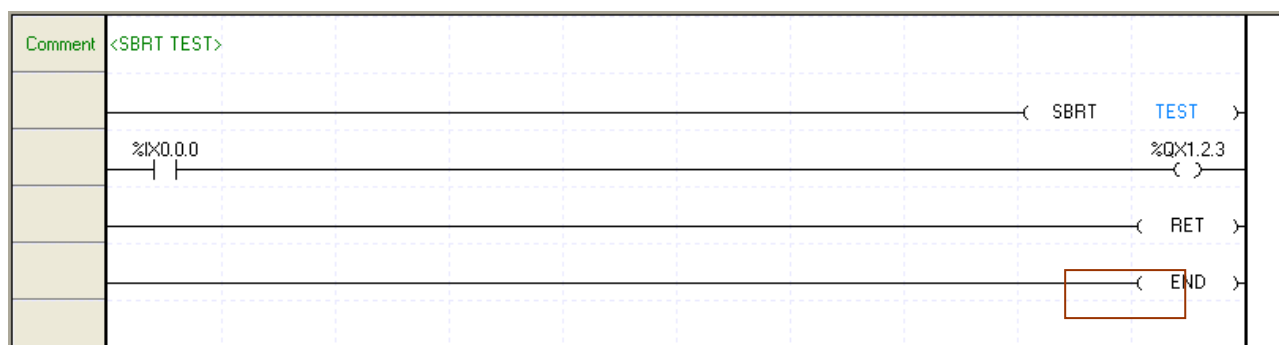 Comment <SBRT TEST>
SBRT TEST
%IX0.0.0 %QX1.2.3
RET
END